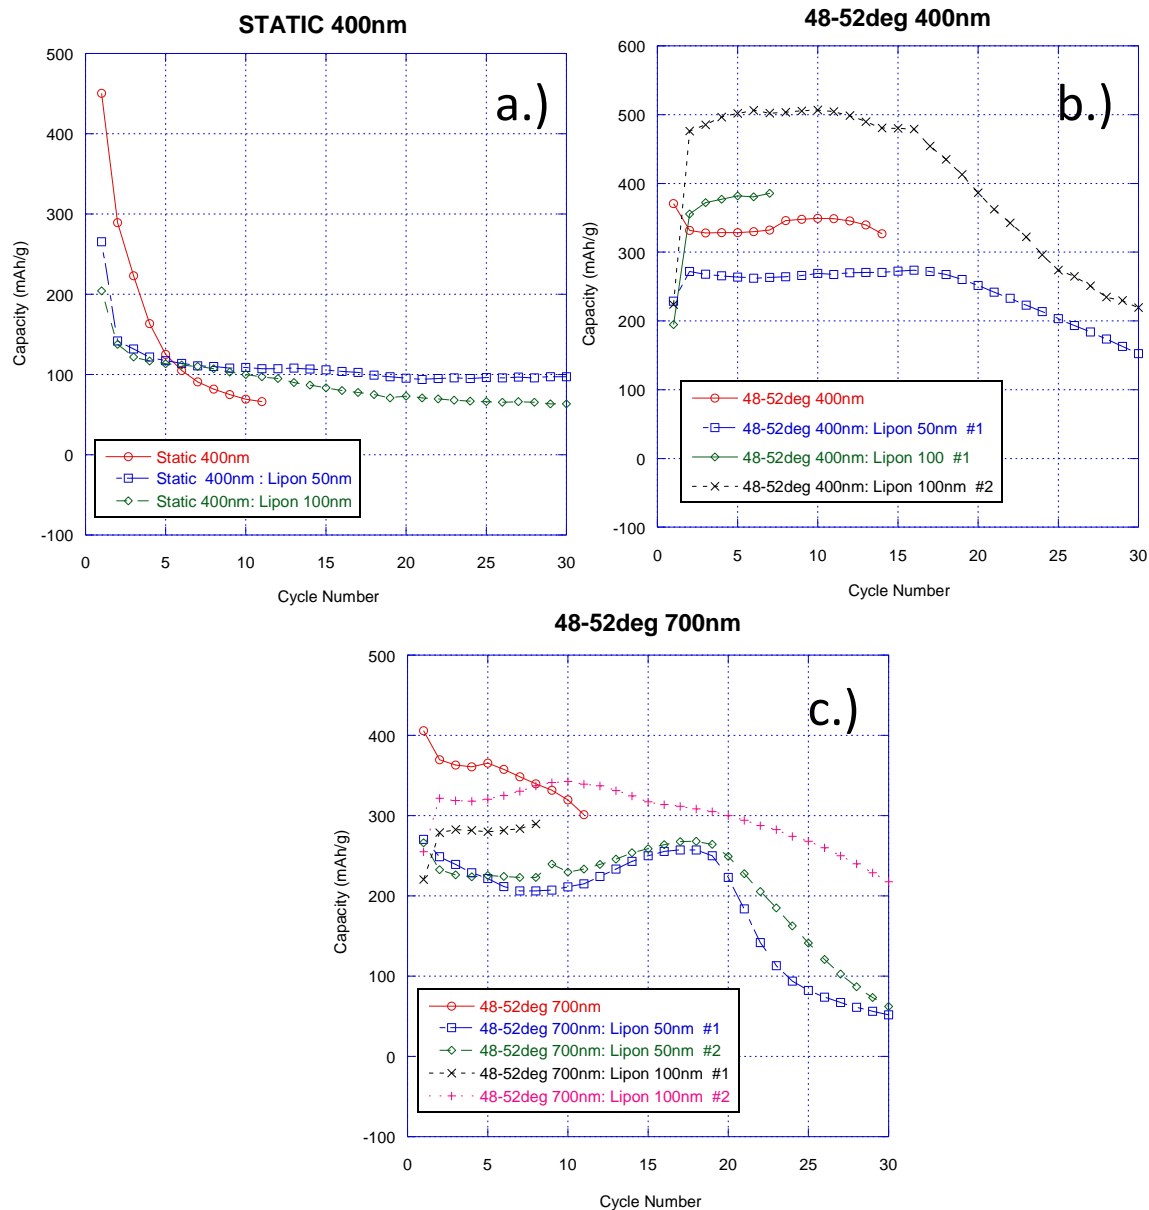 STATIC 400nm
500
400
300
200
100
0
-100
Capacity (mAh/g)
a.)
Static 400nm
Static  400nm : Lipon 50nm
Static 400nm: Lipon 100nm
0 5 10 15 20 25 30
Cycle Number
48-52deg 400nm
600
500
400
300
200
100
0
-100
Capacity (mAh/g)
b.)
48-52deg 400nm
48-52deg 400nm: Lipon 50nm  #1
48-52deg 400nm: Lipon 100  #1
48-52deg 400nm: Lipon 100nm  #2
0 5 10 15 20 25 30
Cycle Number
48-52deg 700nm
500
400
300
200
100
0
-100
Capacity (mAh/g)
c.)
48-52deg 700nm
48-52deg 700nm: Lipon 50nm  #1
48-52deg 700nm: Lipon 50nm  #2
48-52deg 700nm: Lipon 100nm  #1
48-52deg 700nm: Lipon 100nm  #2
0 5 10 15 20 25 30
Cycle Number